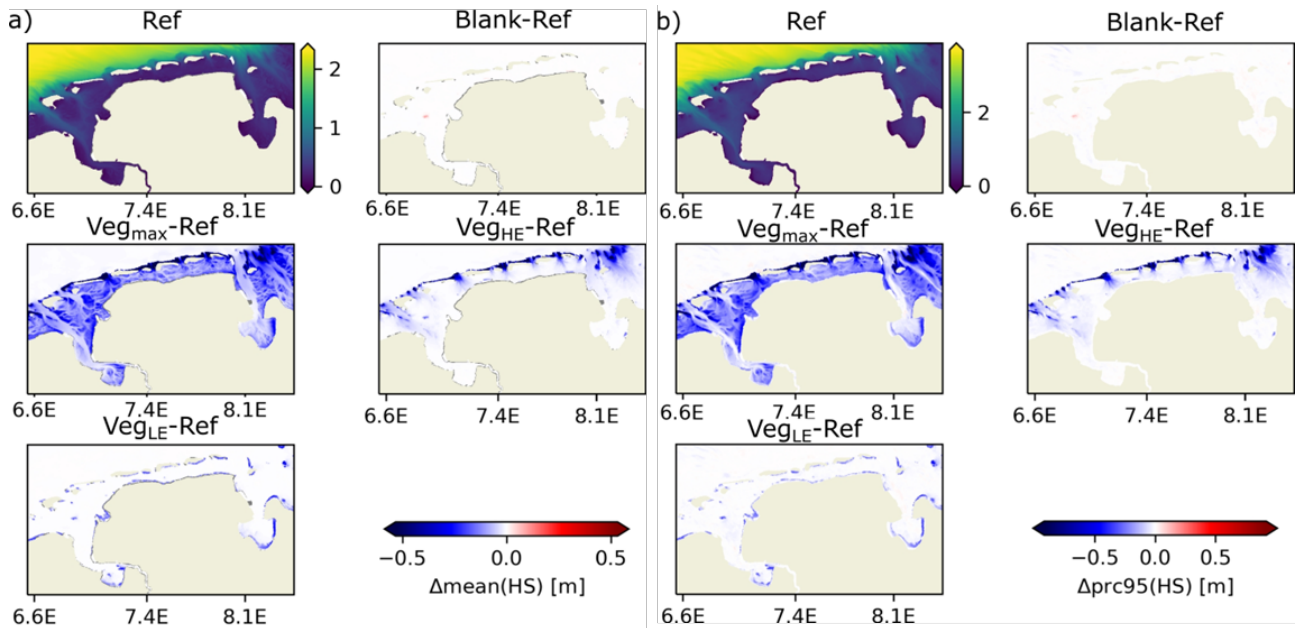 a)
Ref
Blank-Ref
2
1
0
6.6E 7.4E 8.1E
6.6E 7.4E 8.1E
Vegmax-Ref
VegHE-Ref
6.6E 7.4E 8.1E
6.6E 7.4E 8.1E
VegLE-Ref
6.6E 7.4E 8.1E
−0.5 0.0 0.5
Δmean(HS) [m]
b)
Ref
Blank-Ref
2
0
6.6E 7.4E 8.1E
6.6E 7.4E 8.1E
Vegmax-Ref
VegHE-Ref
6.6E 7.4E 8.1E
6.6E 7.4E 8.1E
VegLE-Ref
6.6E 7.4E 8.1E
−0.5 0.0 0.5
Δprc95(HS) [m]